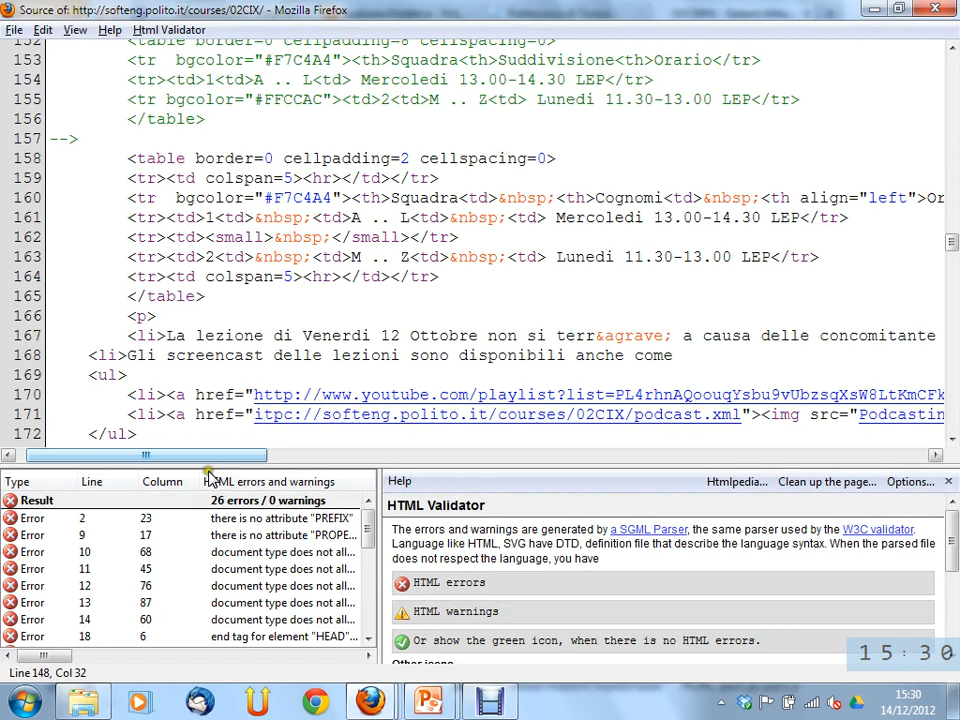 Source of: http://softeng.polito.it/courses/02CIX/ - Mozilla Firefox
File Edit View Help Html Validator
152 <table border=0 cellpadding=8 cellspacing=0>
153 <tr  bgcolor="#F7C4A4"><th>Squadra<th>Suddivisione<th>Orario</tr>
154 <tr><td>1<td>A .. L<td> Mercoledi 13.00-14.30 LEP</tr>
155 <tr bgcolor="#FFCCAC"><td>2<td>M .. Z<td> Lunedi 11.30-13.00 LEP</tr>
156 </table>
157 -->
158 <table border=0 cellpadding=2 cellspacing=0>
159 <tr><td colspan=5><hr></td></tr>
160 <tr  bgcolor="#F7C4A4"><th>Squadra<td>&nbsp;<th>Cognomi<td>&nbsp;<th align="left">Or
161 <tr><td>1<td>&nbsp;<td>A .. L<td>&nbsp;<td> Mercoledi 13.00-14.30 LEP</tr>
162 <tr><td><small>&nbsp;</small></tr>
163 <tr><td>2<td>&nbsp;<td>M .. Z<td>&nbsp;<td> Lunedi 11.30-13.00 LEP</tr>
164 <tr><td colspan=5><hr></td></tr>
165 </table>
166 <p>
167 <li>La lezione di Venerdi 12 Ottobre non si terr&agrave; a causa delle concomitante
168 <li>Gli screencast delle lezioni sono disponibili anche come
169 <ul>
170 <li><a href="http://www.youtube.com/playlist?list=PL4rhnAQoouqYsbu9vUbzsqXsW8LtKmCFk
171 <li><a href="itpc://softeng.polito.it/courses/02CIX/podcast.xml"><img src="Podcastin
172 </ul>
Type Line Column HTML errors and warnings
Result 26 errors / 0 warnings
Error 2 23 there is no attribute "PREFIX"
Error 9 17 there is no attribute "PROPE...
Error 10 68 document type does not all...
Error 11 45 document type does not all...
Error 12 76 document type does not all...
Error 13 87 document type does not all...
Error 14 60 document type does not all...
Error 18 6 end tag for element "HEAD"...
Help Htmlpedia... Clean up the page... Options...
HTML Validator
The errors and warnings are generated by a SGML Parser, the same parser used by the W3C validator.
Language like HTML, SVG have DTD, definition file that describe the language syntax. When the parsed file
does not respect the language, you have
HTML errors
HTML warnings
Or show the green icon, when there is no HTML errors.
Other icons
15:30
Line 148, Col 32
15:30
14/12/2012